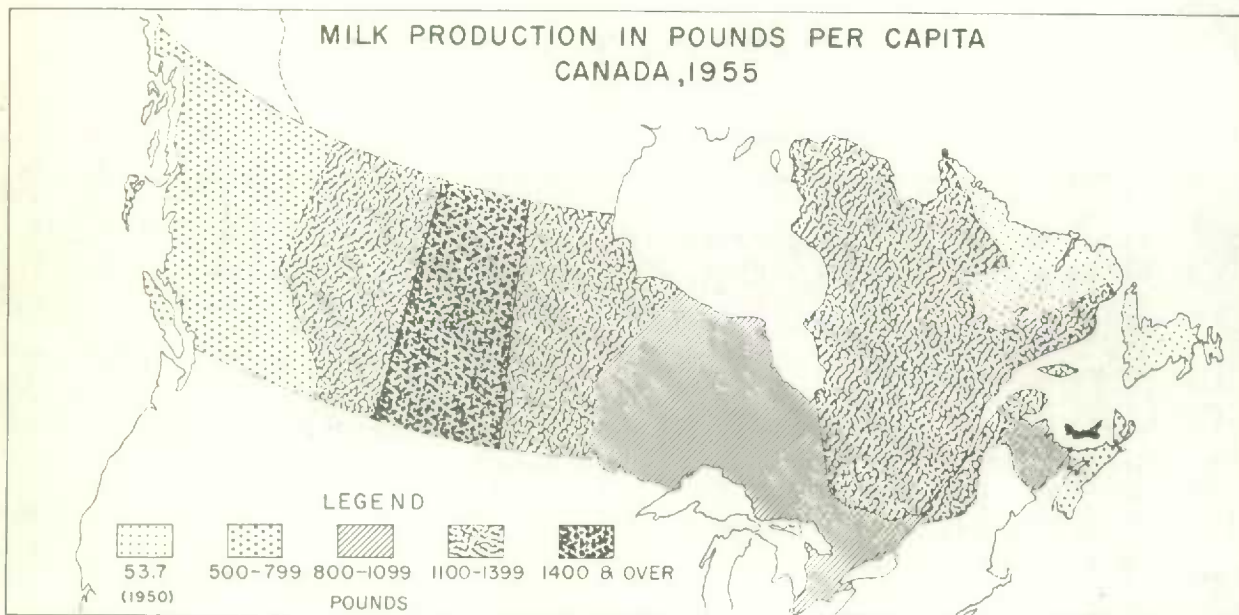 MILK PRODUCTION IN POUNDS PER CAPITA
CANADA, 1955
LEGEND
53.7 500-799 800-1099 1100-1399 1400 & OVER
(1950) POUNDS